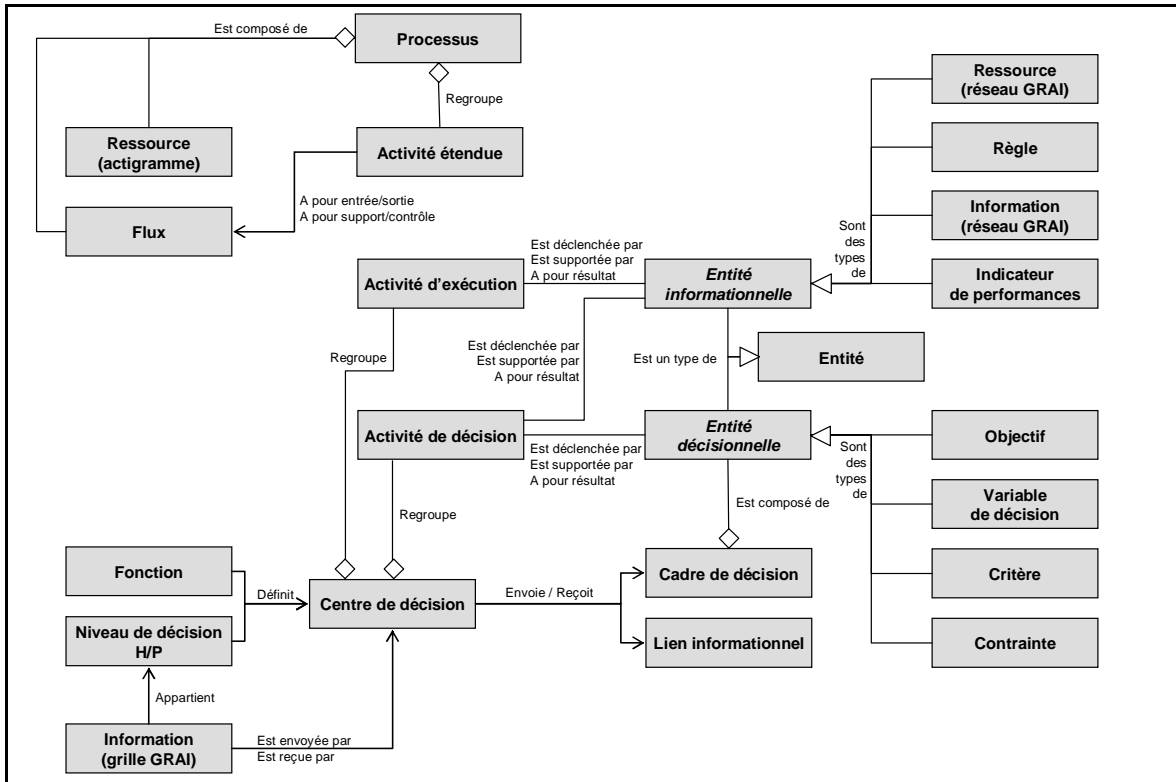 Est composé de
Processus
Regroupe
Ressource
(actigramme)
Activité étendue
A pour entrée/sortie
A pour support/contrôle
Flux
Ressource
(réseau GRAI)
Règle
Information
(réseau GRAI)
Indicateur
de performances
Sont
des
types
de
Est déclenchée par
Est supportée par
A pour résultat
Activité d'exécution
Entité
informationnelle
Regroupe
Est déclenchée par
Est supportée par
A pour résultat
Est un type de
Entité
Activité de décision
Entité
décisionnelle
Est déclenchée par
Est supportée par
A pour résultat
Sont
des
types
de
Objectif
Variable
de décision
Critère
Contrainte
Regroupe
Est composé de
Fonction
Définit
Centre de décision
Envoie / Reçoit
Cadre de décision
Niveau de décision
H/P
Lien informationnel
Appartient
Information
(grille GRAI)
Est envoyée par
Est reçue par